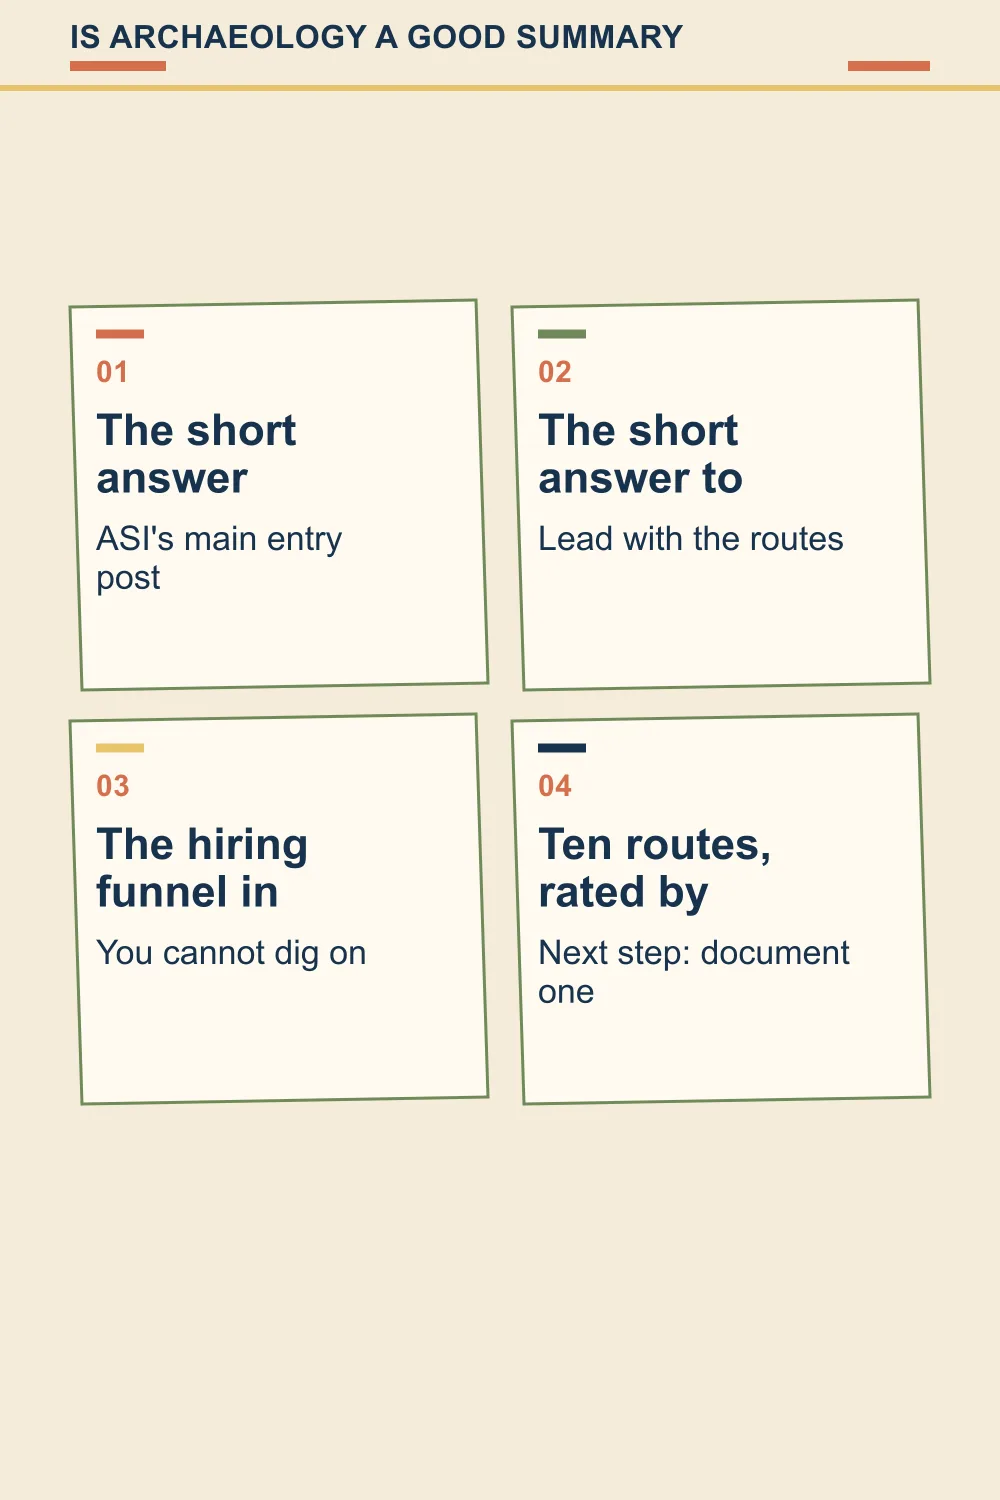 IS ARCHAEOLOGY A GOOD SUMMARY
01
The short
answer
ASI's main entry
post
02
The short
answer to
Lead with the routes
03
The hiring
funnel in
You cannot dig on
04
Ten routes,
rated by
Next step: document
one